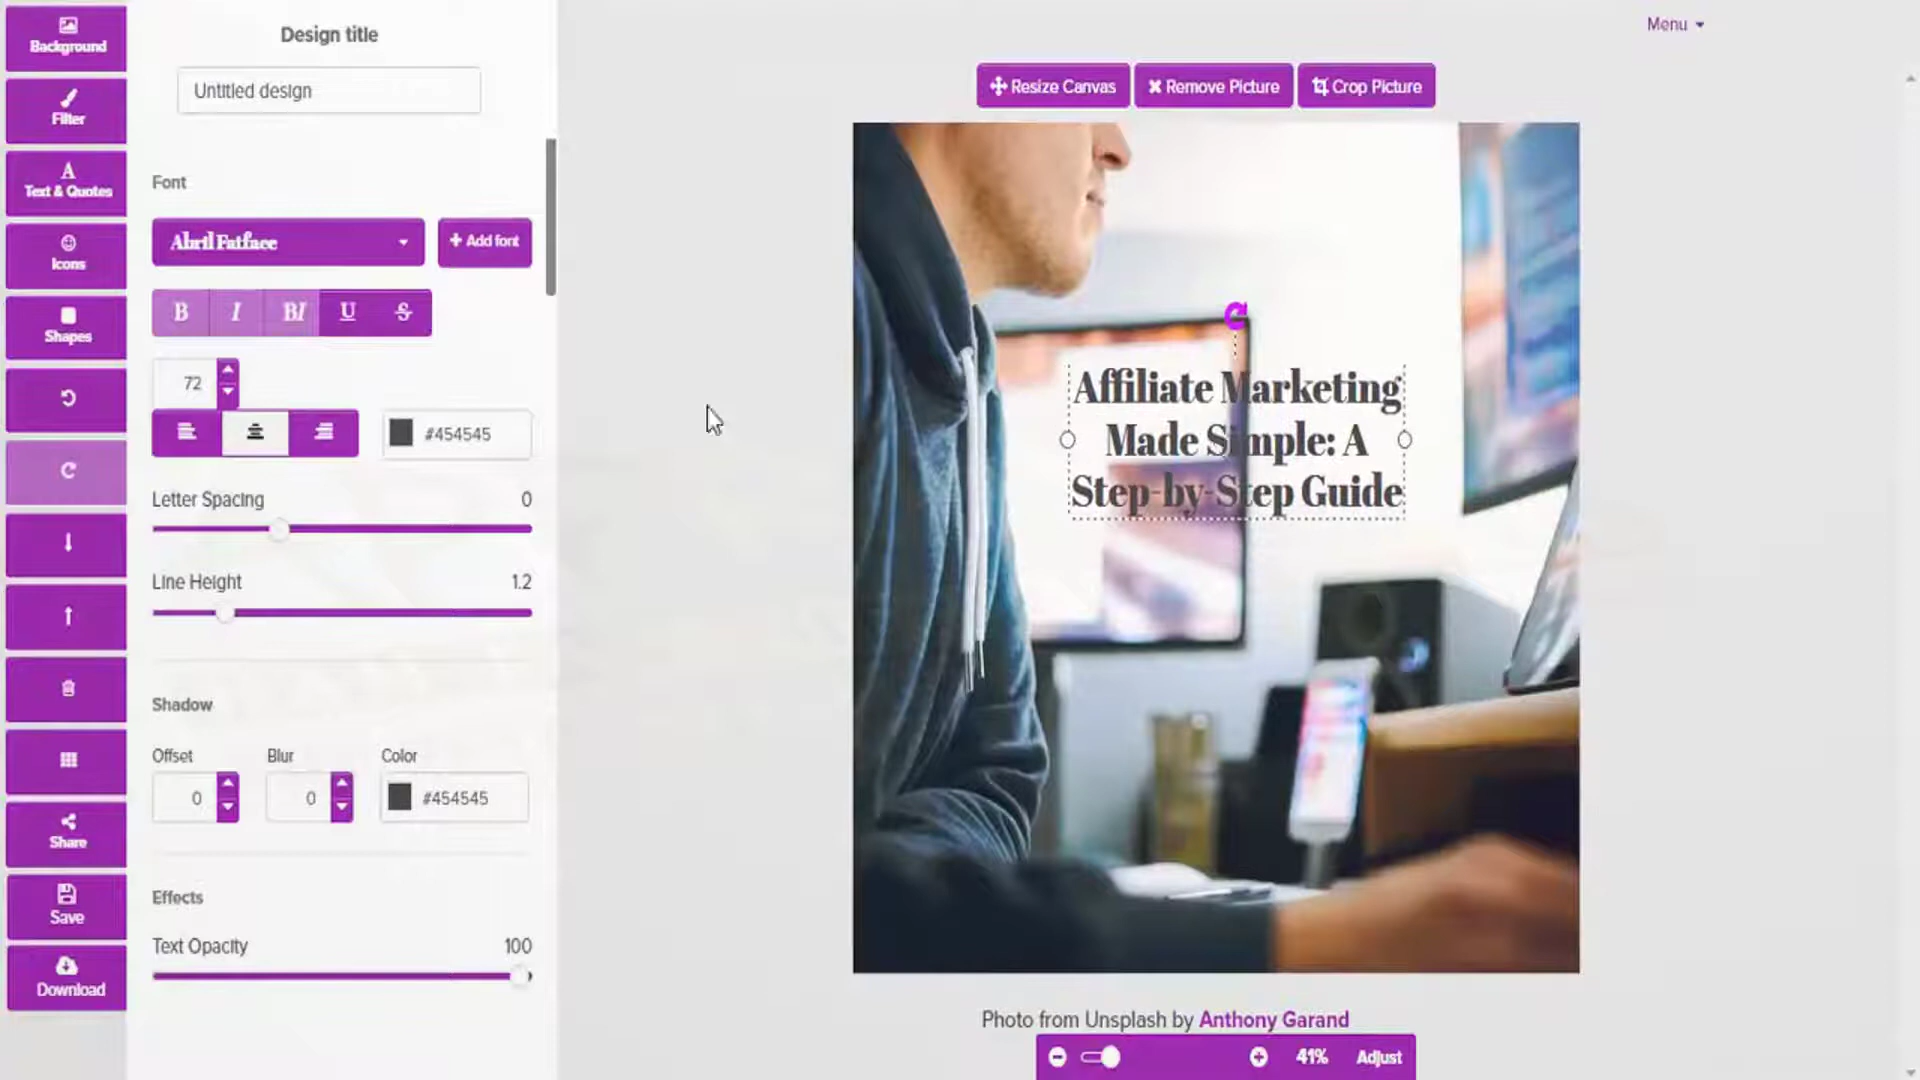 Background
Filter
A
Text & Quotes
Icons
Shapes
Share
Save
Download
Design title
Untitled design
Font
Abril Fatface
+ Add font
B I BI U S
72
#454545
Letter Spacing 0
Line Height 1.2
Shadow
Offset Blur Color
0 0 #454545
Effects
Text Opacity 100
Menu
Resize Canvas
Remove Picture
Crop Picture
Affiliate Marketing
Made Simple: A
Step-by-Step Guide
Photo from Unsplash by Anthony Garand
41% Adjust